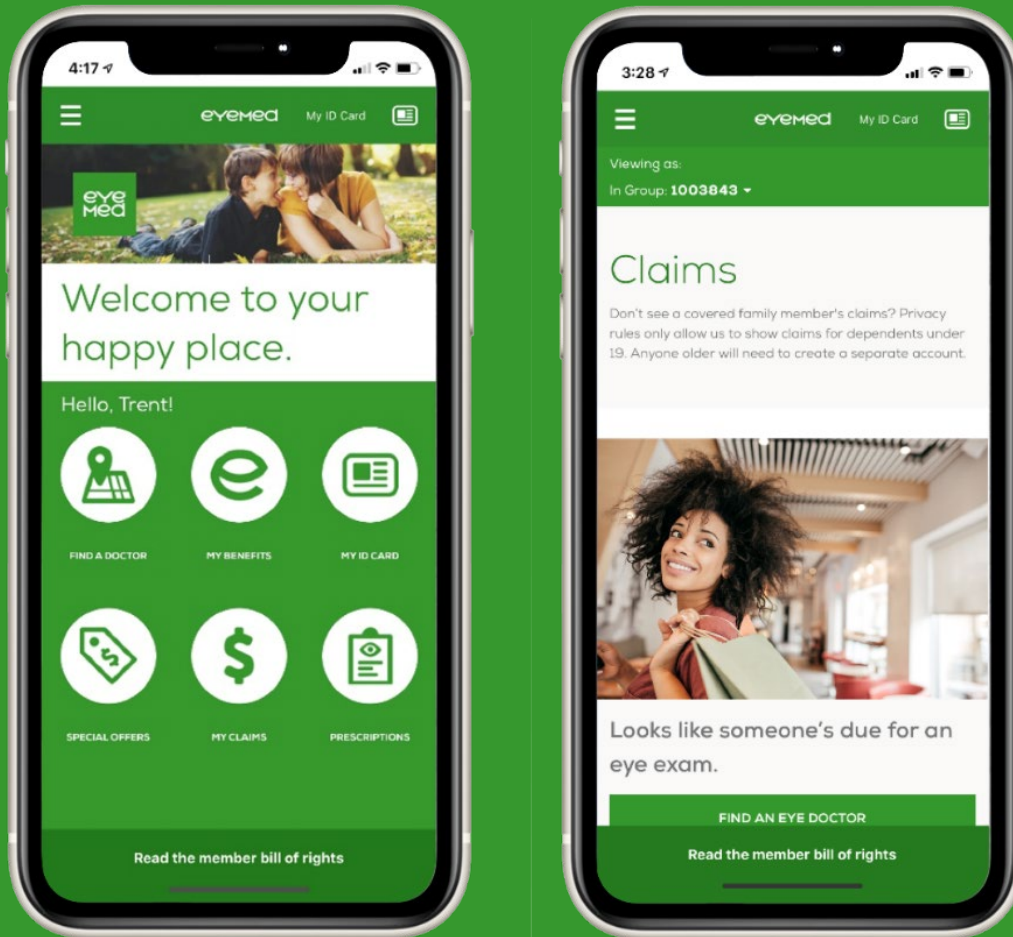 4:17
eyemed
My ID Card
eye
med
Welcome to your
happy place.
Hello, Trent!
FIND A DOCTOR
MY BENEFITS
MY ID CARD
SPECIAL OFFERS
MY CLAIMS
PRESCRIPTIONS
Read the member bill of rights
3:28
eyemed
My ID Card
Viewing as:
In Group: 1003843
Claims
Don't see a covered family member's claims? Privacy
rules only allow us to show claims for dependents under
19. Anyone older will need to create a separate account.
Looks like someone's due for an
eye exam.
FIND AN EYE DOCTOR
Read the member bill of rights